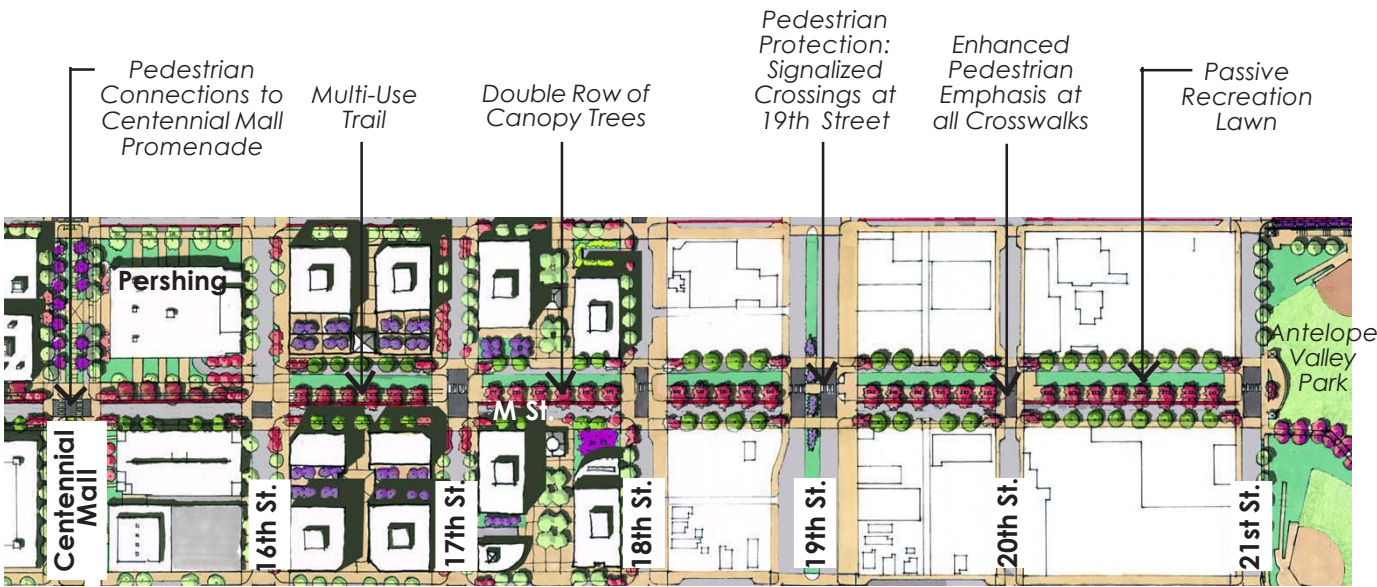 Pedestrian
Connections to
Centennial Mall
Promenade
Multi-Use
Trail
Double Row of
Canopy Trees
Pedestrian
Protection:
Signalized
Crossings at
19th Street
Enhanced
Pedestrian
Emphasis at
all Crosswalks
Passive
Recreation
Lawn
Pershing
Antelope
Valley
Park
M St.
Centennial
Mall
16th St.
17th St.
18th St.
19th St.
20th St.
21st St.